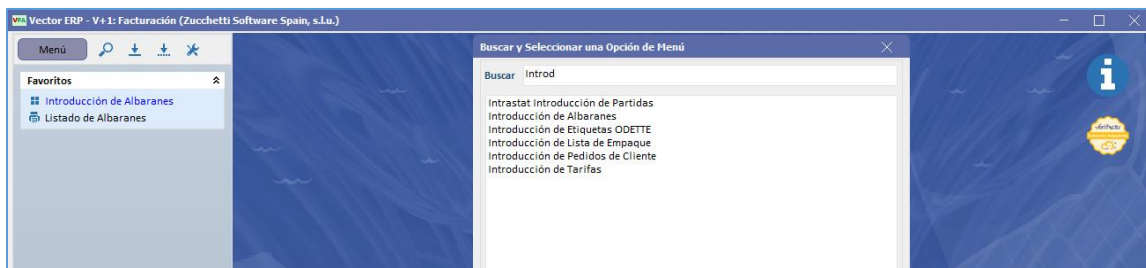 VFA Vector ERP - V+1: Facturación (Zucchetti Software Spain, s.l.u.)
Menú
Favoritos
Introducción de Albaranes
Listado de Albaranes
Buscar y Seleccionar una Opción de Menú
Buscar Introd
Intrastat Introducción de Partidas
Introducción de Albaranes
Introducción de Etiquetas ODETTE
Introducción de Lista de Empaque
Introducción de Pedidos de Cliente
Introducción de Tarifas
i